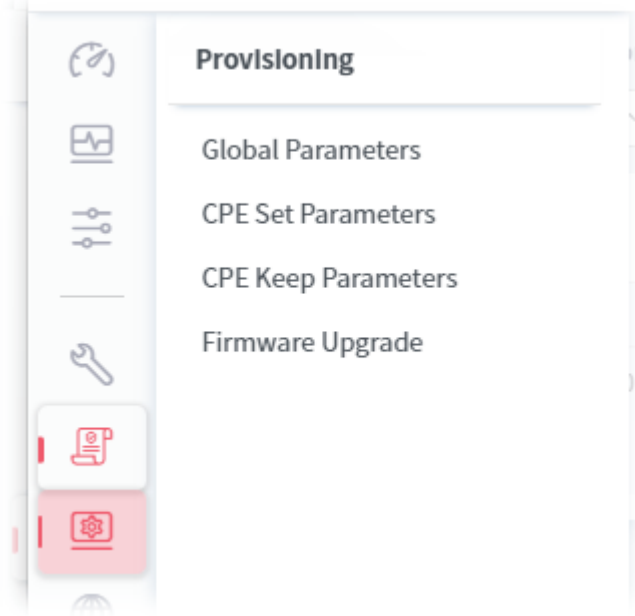 Provisioning
Global Parameters
CPE Set Parameters
CPE Keep Parameters
Firmware Upgrade